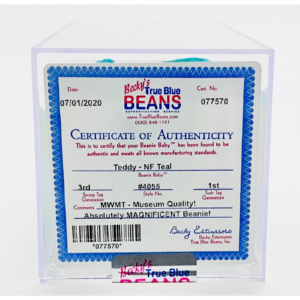 Becky's
True Blue
BEANS
AUTHENTICATION SERVICE
www.TrueBlueBeans.com
(630) 848-1191
Date:
Cert. No.
07/01/2020
077570
CERTIFICATE OF AUTHENTICITY
This is to certify that your Beanie Baby™ has been found to be
authentic and meets all known manufacturing standards.
Teddy - NF Teal
Beanie Baby™
3rd #4055 1st
Swing Tag Generation
Style No.
Tush Tag Generation
MWMT - Museum Quality!
Comments
Absolutely MAGNIFICENT Beanie!
*077570*
Becky Estenssoro
Becky Estenssoro
True Blue Beans, Inc.
Becky's
True Blue
BEANS